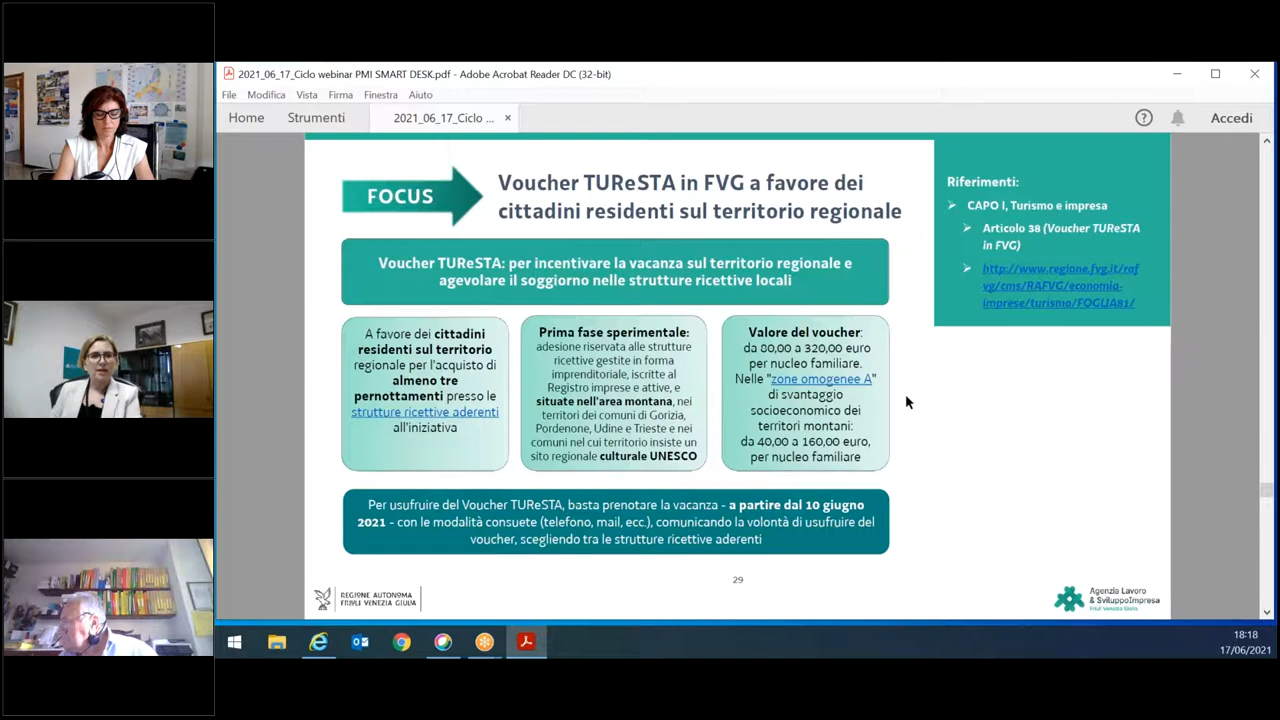 2021_06_17_Ciclo webinar PMI SMART DESK.pdf - Adobe Acrobat Reader DC (32-bit)
File Modifica Vista Firma Finestra Aiuto
Home Strumenti 2021_06_17_Ciclo ... × Accedi
FOCUS
Voucher TUReSTA in FVG a favore dei
cittadini residenti sul territorio regionale
Voucher TUReSTA: per incentivare la vacanza sul territorio regionale e
agevolare il soggiorno nelle strutture ricettive locali
A favore dei cittadini
residenti sul territorio
regionale per l'acquisto di
almeno tre
pernottamenti presso le
strutture ricettive aderenti
all'iniziativa
Prima fase sperimentale:
adesione riservata alle strutture
ricettive gestite in forma
imprenditoriale, iscritte al
Registro imprese e attive, e
situate nell'area montana, nei
territori dei comuni di Gorizia,
Pordenone, Udine e Trieste e nei
comuni nel cui territorio insiste un
sito regionale culturale UNESCO
Valore del voucher:
da 80,00 a 320,00 euro
per nucleo familiare.
Nelle "zone omogenee A"
di svantaggio
socioeconomico dei
territori montani:
da 40,00 a 160,00 euro,
per nucleo familiare
Per usufruire del Voucher TUReSTA, basta prenotare la vacanza - a partire dal 10 giugno
2021 - con le modalità consuete (telefono, mail, ecc.), comunicando la volontà di usufruire del
voucher, scegliendo tra le strutture ricettive aderenti
Riferimenti:
CAPO I, Turismo e impresa
Articolo 38 (Voucher TUReSTA
in FVG)
http://www.regione.fvg.it/raf
vg/cms/RAFVG/economia-
imprese/turismo/FOGLIA81/
29
REGIONE AUTONOMA
FRIULI VENEZIA GIULIA
Agenzia Lavoro
& SviluppoImpresa
Friuli Venezia Giulia
18:18
17/06/2021